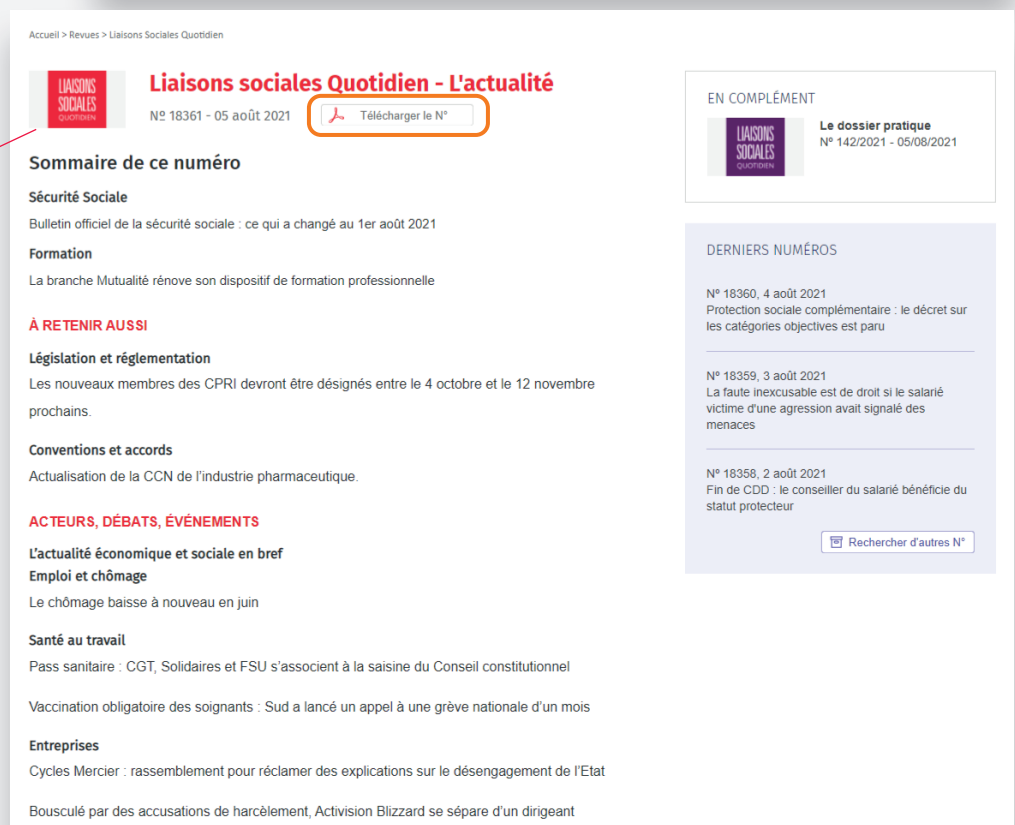 Accueil > Revues > Liaisons Sociales Quotidien
LIAISONS
SOCIALES
QUOTIDIEN
Liaisons sociales Quotidien - L'actualité
Nº 18361 - 05 août 2021
Télécharger le N°
Sommaire de ce numéro
Sécurité Sociale
Bulletin officiel de la sécurité sociale : ce qui a changé au 1er août 2021
Formation
La branche Mutualité rénove son dispositif de formation professionnelle
À RETENIR AUSSI
Législation et réglementation
Les nouveaux membres des CPRI devront être désignés entre le 4 octobre et le 12 novembre
prochains.
Conventions et accords
Actualisation de la CCN de l’industrie pharmaceutique.
ACTEURS, DÉBATS, ÉVÉNEMENTS
L’actualité économique et sociale en bref
Emploi et chômage
Le chômage baisse à nouveau en juin
Santé au travail
Pass sanitaire : CGT, Solidaires et FSU s’associent à la saisine du Conseil constitutionnel
Vaccination obligatoire des soignants : Sud a lancé un appel à une grève nationale d’un mois
Entreprises
Cycles Mercier : rassemblement pour réclamer des explications sur le désengagement de l’Etat
Bousculé par des accusations de harcèlement, Activision Blizzard se sépare d’un dirigeant
EN COMPLÉMENT
LIAISONS
SOCIALES
QUOTIDIEN
Le dossier pratique
N° 142/2021 - 05/08/2021
DERNIERS NUMÉROS
Nº 18360, 4 août 2021
Protection sociale complémentaire : le décret sur
les catégories objectives est paru
Nº 18359, 3 août 2021
La faute inexcusable est de droit si le salarié
victime d'une agression avait signalé des
menaces
Nº 18358, 2 août 2021
Fin de CDD : le conseiller du salarié bénéficie du
statut protecteur
Rechercher d'autres N°